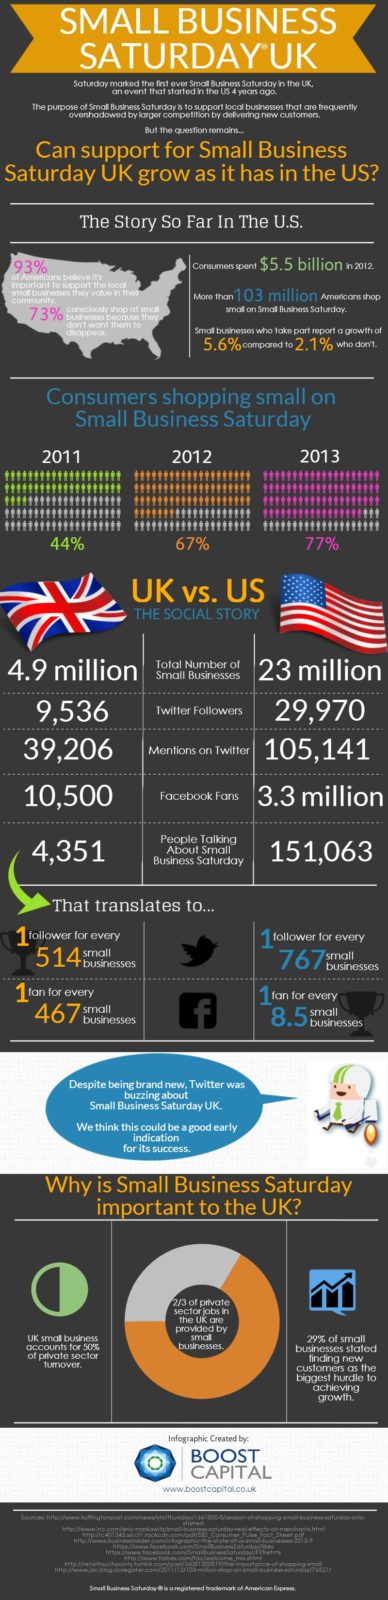 SMALL BUSINESS
SATURDAY® UK
Saturday marked the first ever Small Business Saturday in the UK,
an event that started in the US 4 years ago.
The purpose of Small Business Saturday is to support local businesses that are frequently
overshadowed by larger competition by delivering new customers.
But the question remains...
Can support for Small Business
Saturday UK grow as it has in the US?
The Story So Far In The U.S.
93%
of Americans believe it's
important to support the local
small businesses they value in their
community.
73% consciously shop at small
businesses because they
don't want them to
disappear.
Consumers spent $5.5 billion in 2012.
More than 103 million Americans shop
small on Small Business Saturday.
Small businesses who take part report a growth of
5.6% compared to 2.1% who don't.
Consumers shopping small on
Small Business Saturday
2011 2012 2013
44% 67% 77%
UK vs. US
THE SOCIAL STORY
4.9 million Total Number of Small Businesses 23 million
9,536 Twitter Followers 29,970
39,206 Mentions on Twitter 105,141
10,500 Facebook Fans 3.3 million
4,351 People Talking About Small Business Saturday 151,063
That translates to...
1 follower for every
514 small businesses
1 follower for every
767 small businesses
1 fan for every
467 small businesses
1 fan for every
8.5 small businesses
Despite being brand new, Twitter was
buzzing about
Small Business Saturday UK.
We think this could be a good early
indication
for its success.
Why is Small Business Saturday
important to the UK?
UK small business
accounts for 50%
of private sector
turnover.
2/3 of private
sector jobs in
the UK are
provided by
small
businesses.
29% of small
businesses stated
finding new
customers as the
biggest hurdle to
achieving
growth.
Infographic Created by:
BOOST
CAPITAL
www.boostcapital.co.uk
Small Business Saturday ® is a registered trademark of American Express.